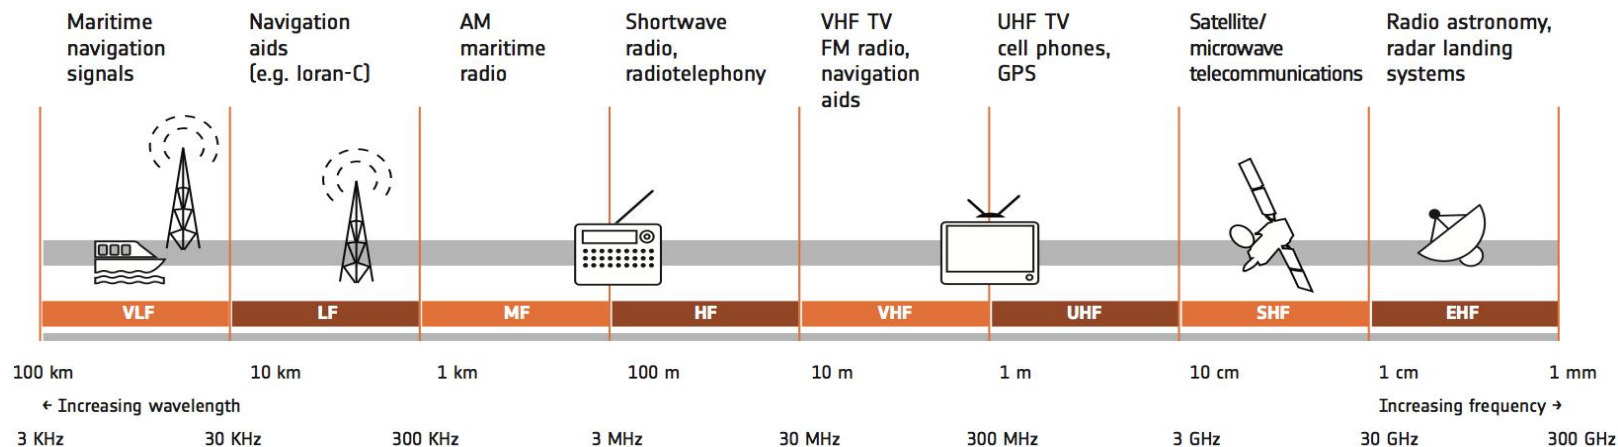 Maritime
navigation
signals
Navigation
aids
(e.g. loran-C)
AM
maritime
radio
Shortwave
radio,
radiotelephony
VHF TV
FM radio,
navigation
aids
UHF TV
cell phones,
GPS
Satellite/
microwave
telecommunications
Radio astronomy,
radar landing
systems
VLF LF MF HF VHF UHF SHF EHF
100 km 10 km 1 km 100 m 10 m 1 m 10 cm 1 cm 1 mm
← Increasing wavelength Increasing frequency →
3 KHz 30 KHz 300 KHz 3 MHz 30 MHz 300 MHz 3 GHz 30 GHz 300 GHz